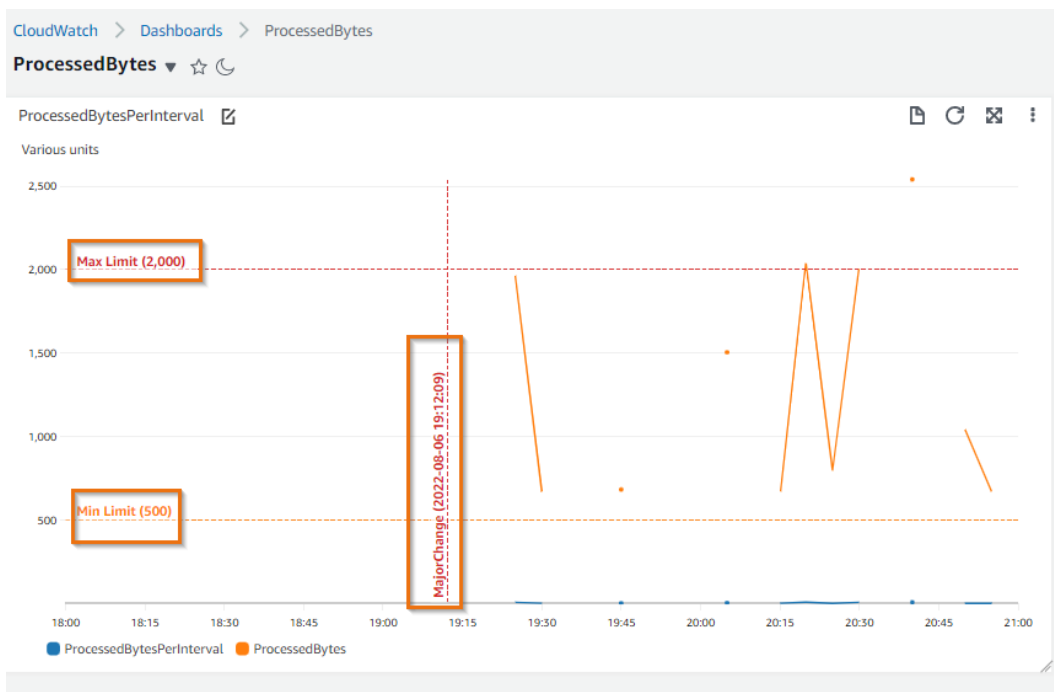 CloudWatch > Dashboards > ProcessedBytes
ProcessedBytes
ProcessedBytesPerInterval
Various units
2,500
Max Limit (2,000)
2,000
1,500
MajorChange (2022-08-06 19:12:09)
1,000
Min Limit (500)
500
18:00 18:15 18:30 18:45 19:00 19:15 19:30 19:45 20:00 20:15 20:30 20:45 21:00
ProcessedBytesPerInterval ProcessedBytes